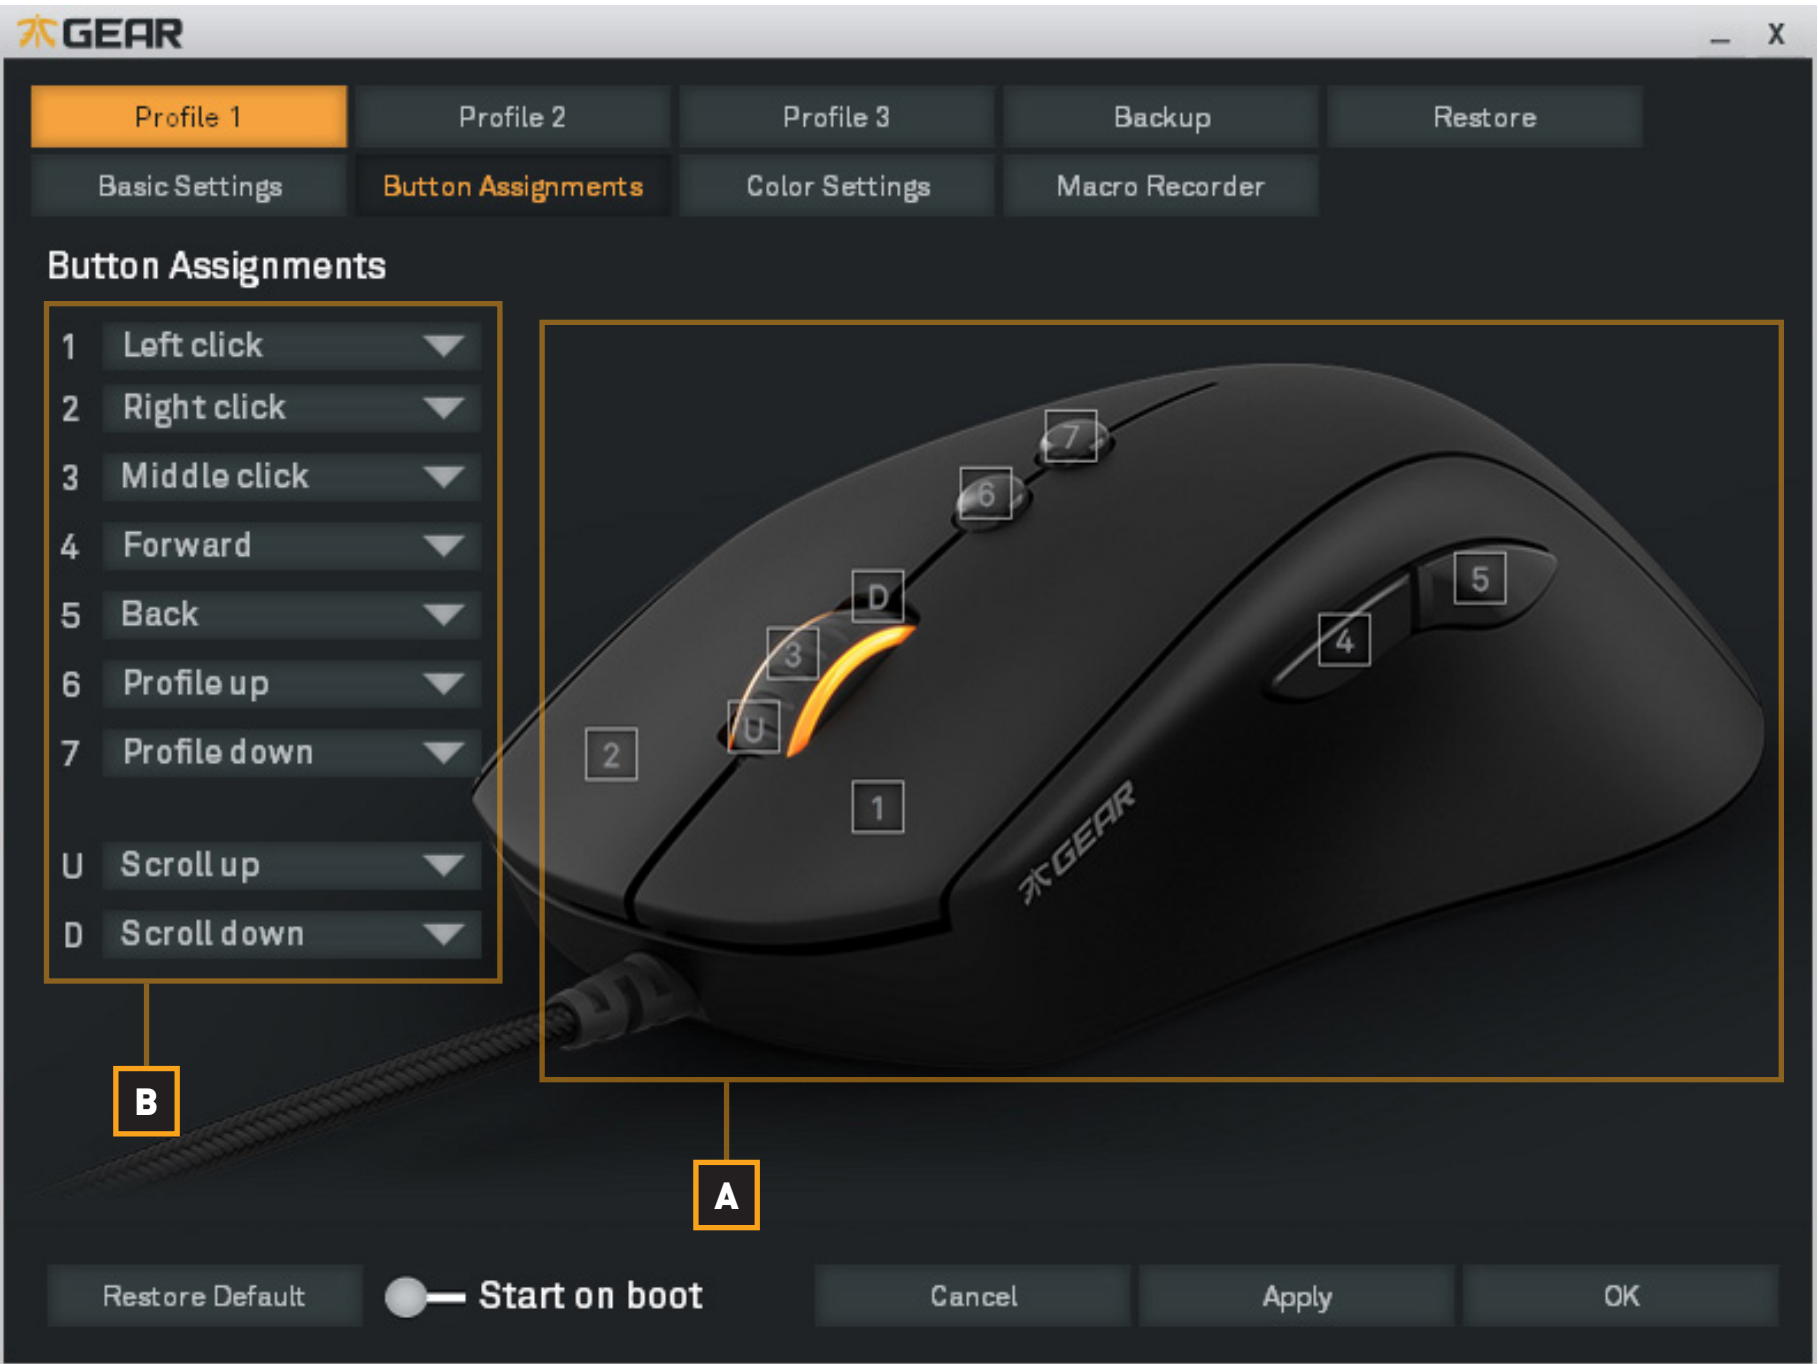 GEAR
_ X
Profile 1 Profile 2 Profile 3 Backup Restore
Basic Settings Button Assignments Color Settings Macro Recorder
Button Assignments
1 Left click
2 Right click
3 Middle click
4 Forward
5 Back
6 Profile up
7 Profile down
U Scroll up
D Scroll down
7
6
5
D
4
3
U
2
1
GEAR
B
A
Restore Default Start on boot Cancel Apply OK